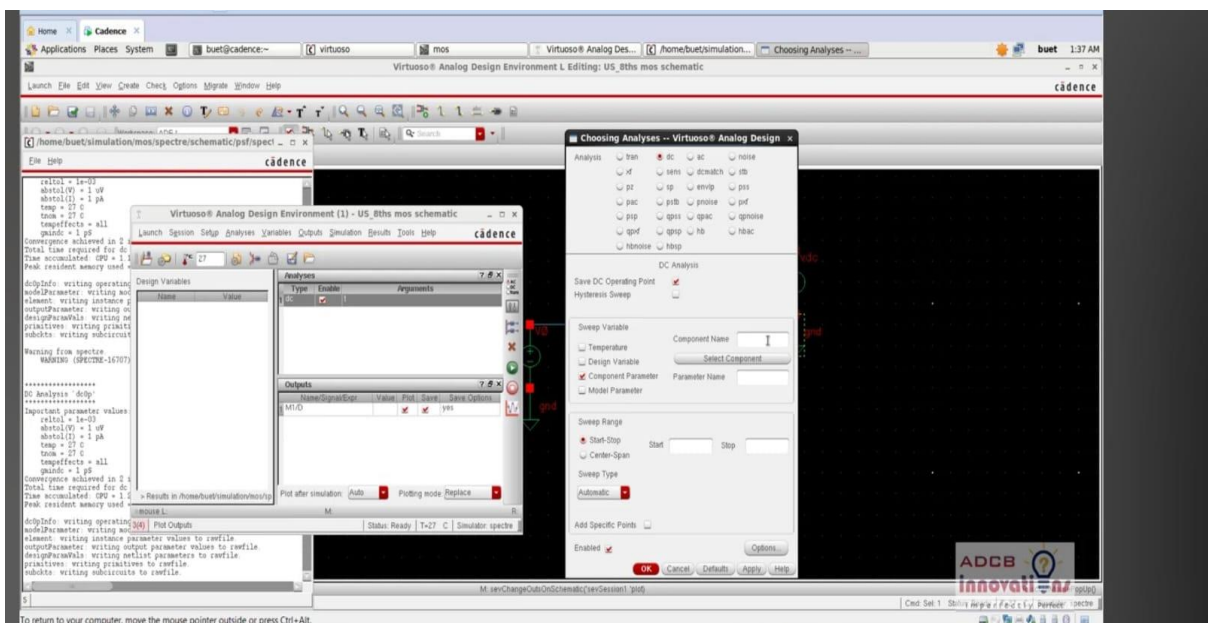 Home
Cadence
Applications Places System
buet@cadence:~
virtuoso
mos
Virtuoso® Analog Des...
/home/buet/simulation...
Choosing Analyses -- ...
buet 1:37 AM
Virtuoso® Analog Design Environment L Editing: US_8ths mos schematic
Launch File Edit View Create Check Options Migrate Window Help
cādence
Search
/home/buet/simulation/mos/spectre/schematic/psf/spect
File Help
cādence
reltol = 1e-03
abstol(V) = 1 uV
abstol(I) = 1 pA
temp = 27 C
tnom = 27 C
tempeffects = all
gmindc = 1 pS
Convergence achieved in 2
Total time required for dc
Time accumulated: CPU = 1.1
Peak resident memory used =
dcOpInfo: writing operating
modelParameter: writing mod
element: writing instance p
outputParameter: writing ou
designParamVals: writing ne
primitives: writing primiti
subckts: writing subcircuit
Warning from spectre
WARNING (SPECTRE-16707)
******************
DC Analysis `dcOp'
******************
Important parameter values
reltol = 1e-03
abstol(V) = 1 uV
abstol(I) = 1 pA
temp = 27 C
tnom = 27 C
tempeffects = all
gmindc = 1 pS
Convergence achieved in 2
Total time required for dc
Time accumulated: CPU = 1.1
Peak resident memory used =
dcOpInfo: writing operating
modelParameter: writing mod
element: writing instance parameter values to rawfile.
outputParameter: writing output parameter values to rawfile.
designParamVals: writing netlist parameters to rawfile.
primitives: writing primitives to rawfile.
subckts: writing subcircuits to rawfile.
5
Virtuoso® Analog Design Environment (1) - US_8ths mos schematic
Launch Session Setup Analyses Variables Outputs Simulation Results Tools Help
cādence
27
Design Variables
Name Value
Analyses
Type Enable Arguments
1 dc t
Outputs
Name/Signal/Expr Value Plot Save Save Options
1 M1/D yes
> Results in /home/buet/simulation/mos/sp
Plot after simulation: Auto
Plotting mode: Replace
mouse L:
M:
R:
3(4) Plot Outputs
Status: Ready T=27 C Simulator: spectre
V0
gnd
vdc
gnd
Choosing Analyses -- Virtuoso® Analog Design
Analysis tran dc ac noise
xf sens dcmatch stb
pz sp envlp pss
pac pstb pnoise pxf
psp qpss qpac qpnoise
qpxf qpsp hb hbac
hbnoise hbsp
DC Analysis
Save DC Operating Point
Hysteresis Sweep
Sweep Variable
Temperature
Design Variable
Component Parameter
Model Parameter
Component Name
Select Component
Parameter Name
Sweep Range
Start-Stop
Center-Span
Start
Stop
Sweep Type
Automatic
Add Specific Points
Enabled
Options...
OK Cancel Defaults Apply Help
M: sevChangeOutsOnSchematic('sevSession1 'plot)
Cmd: Sel: 1
ADCB
innovations
Imperfectly Perfect
To return to your computer, move the mouse pointer outside or press Ctrl+Alt.